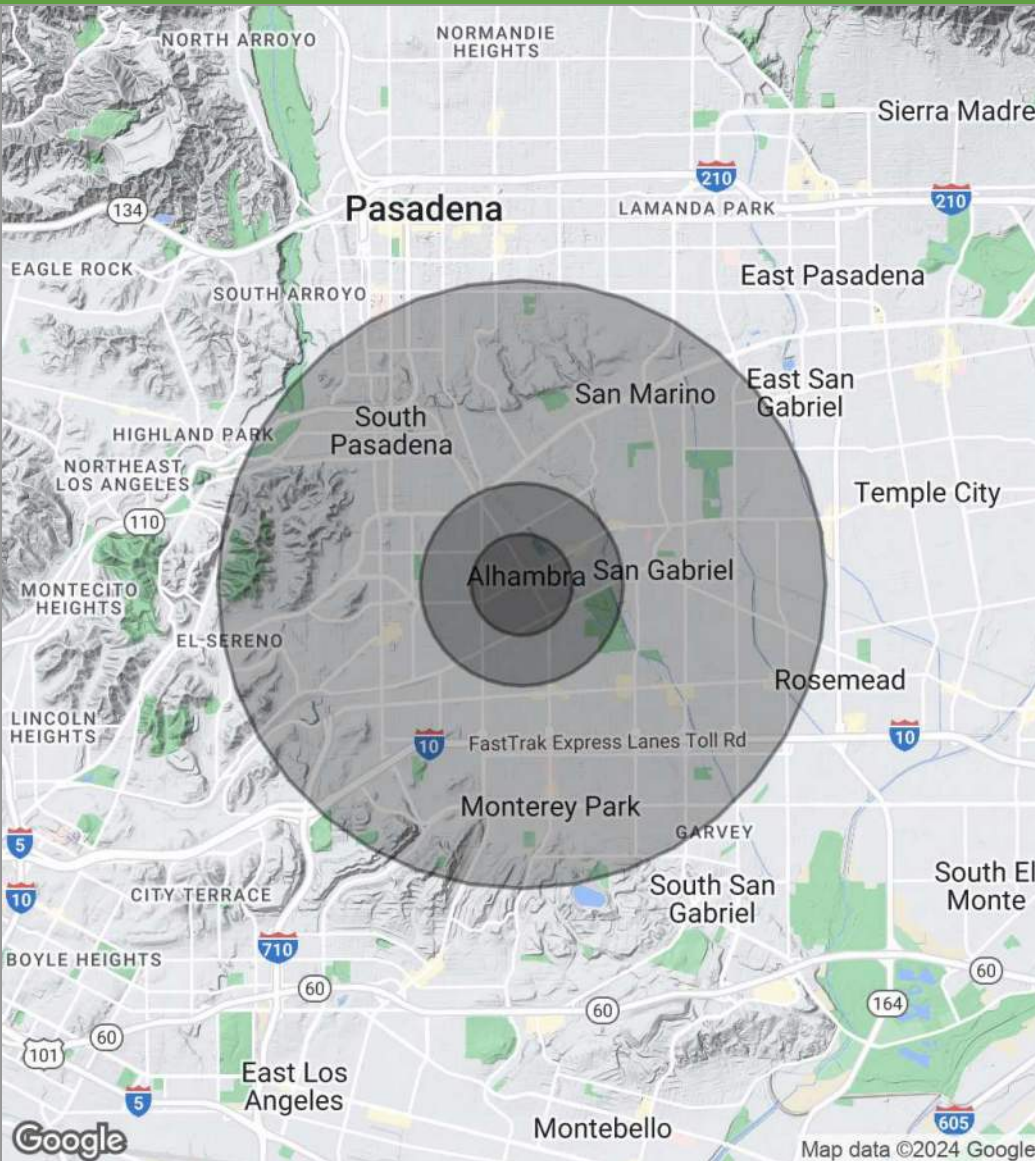 NORTH ARROYO
NORMANDIE
HEIGHTS
Sierra Madre
210
134
Pasadena
LAMANDA PARK
210
EAGLE ROCK
East Pasadena
SOUTH ARROYO
San Marino
East San
Gabriel
South
Pasadena
HIGHLAND PARK
NORTHEAST
LOS ANGELES
Temple City
110
Alhambra
San Gabriel
MONTECITO
HEIGHTS
EL SERENO
Rosemead
LINCOLN
HEIGHTS
10
FastTrak Express Lanes Toll Rd
10
Monterey Park
GARVEY
5
10
CITY TERRACE
South San
Gabriel
South El
Monte
710
BOYLE HEIGHTS
60
60
60
164
60
101
East Los
Angeles
5
Montebello
605
Google
Map data ©2024 Google